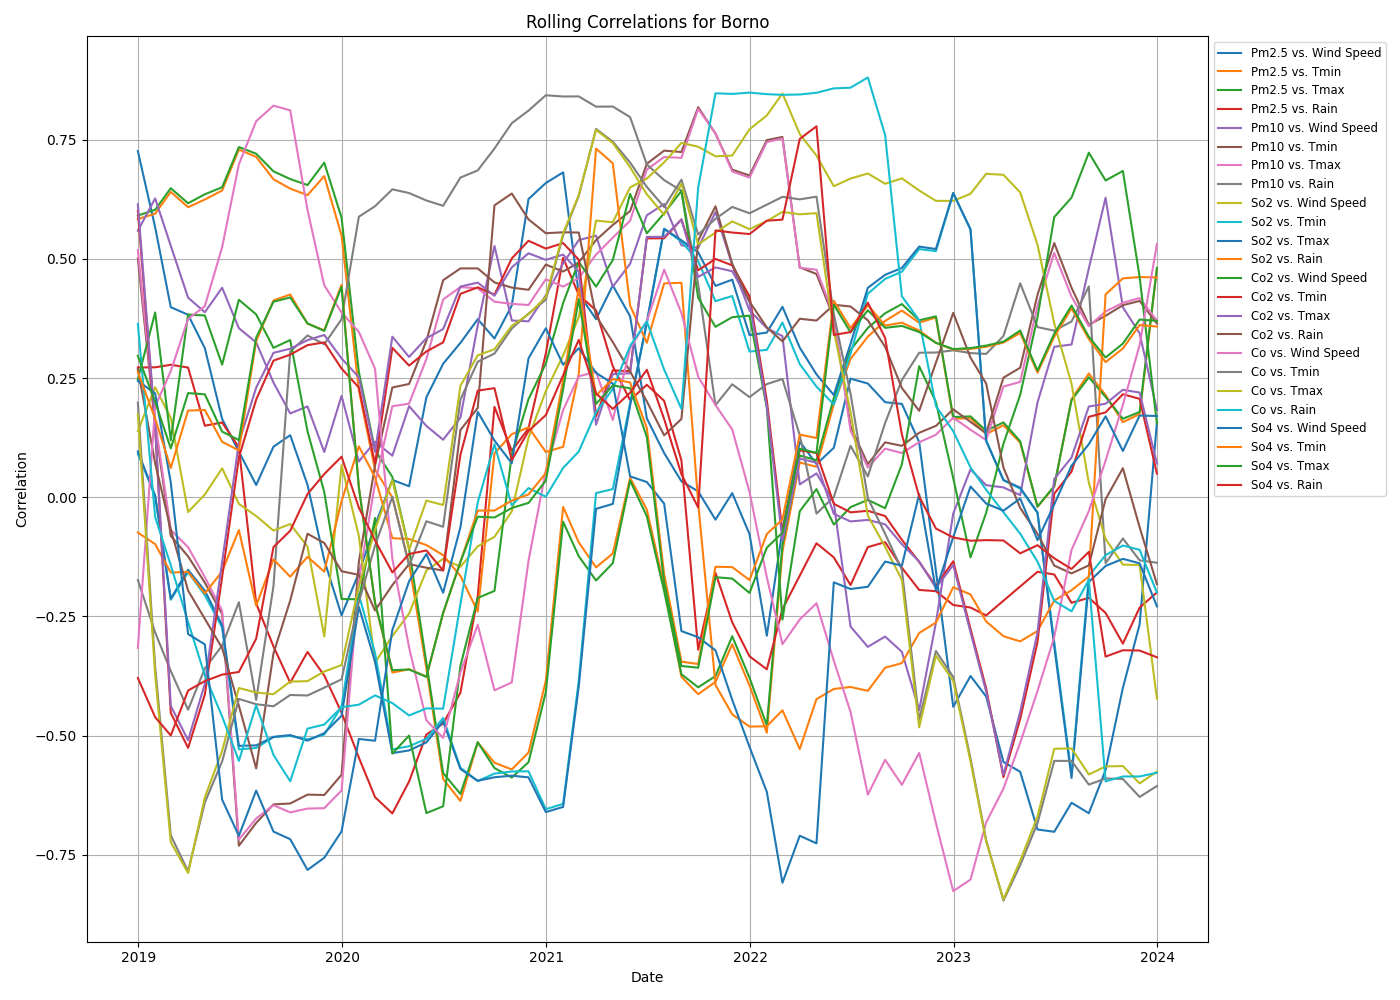 Rolling Correlations for Borno
Correlation
0.75
0.50
0.25
0.00
−0.25
−0.50
−0.75
2019
2020
2021
2022
2023
2024
Date
Pm2.5 vs. Wind Speed
Pm2.5 vs. Tmin
Pm2.5 vs. Tmax
Pm2.5 vs. Rain
Pm10 vs. Wind Speed
Pm10 vs. Tmin
Pm10 vs. Tmax
Pm10 vs. Rain
So2 vs. Wind Speed
So2 vs. Tmin
So2 vs. Tmax
So2 vs. Rain
Co2 vs. Wind Speed
Co2 vs. Tmin
Co2 vs. Tmax
Co2 vs. Rain
Co vs. Wind Speed
Co vs. Tmin
Co vs. Tmax
Co vs. Rain
So4 vs. Wind Speed
So4 vs. Tmin
So4 vs. Tmax
So4 vs. Rain